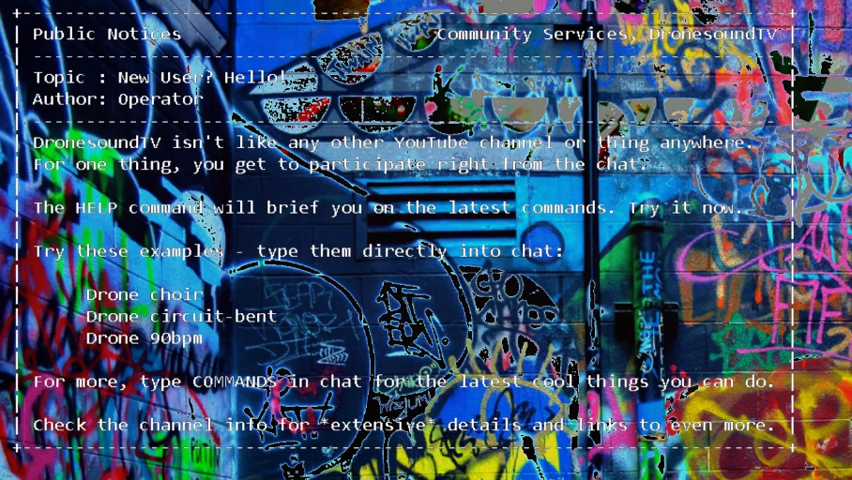 Public Notices Community Services, DronesoundTV
Topic : New User? Hello!
Author: Operator
DronesoundTV isn't like any other YouTube channel or thing anywhere.
For one thing, you get to participate right from the chat.
The HELP command will brief you on the latest commands. Try it now.
Try these examples - type them directly into chat:
Drone choir
Drone circuit-bent
Drone 90bpm
For more, type COMMANDS in chat for the latest cool things you can do.
Check the channel info for *extensive* details and links to even more.